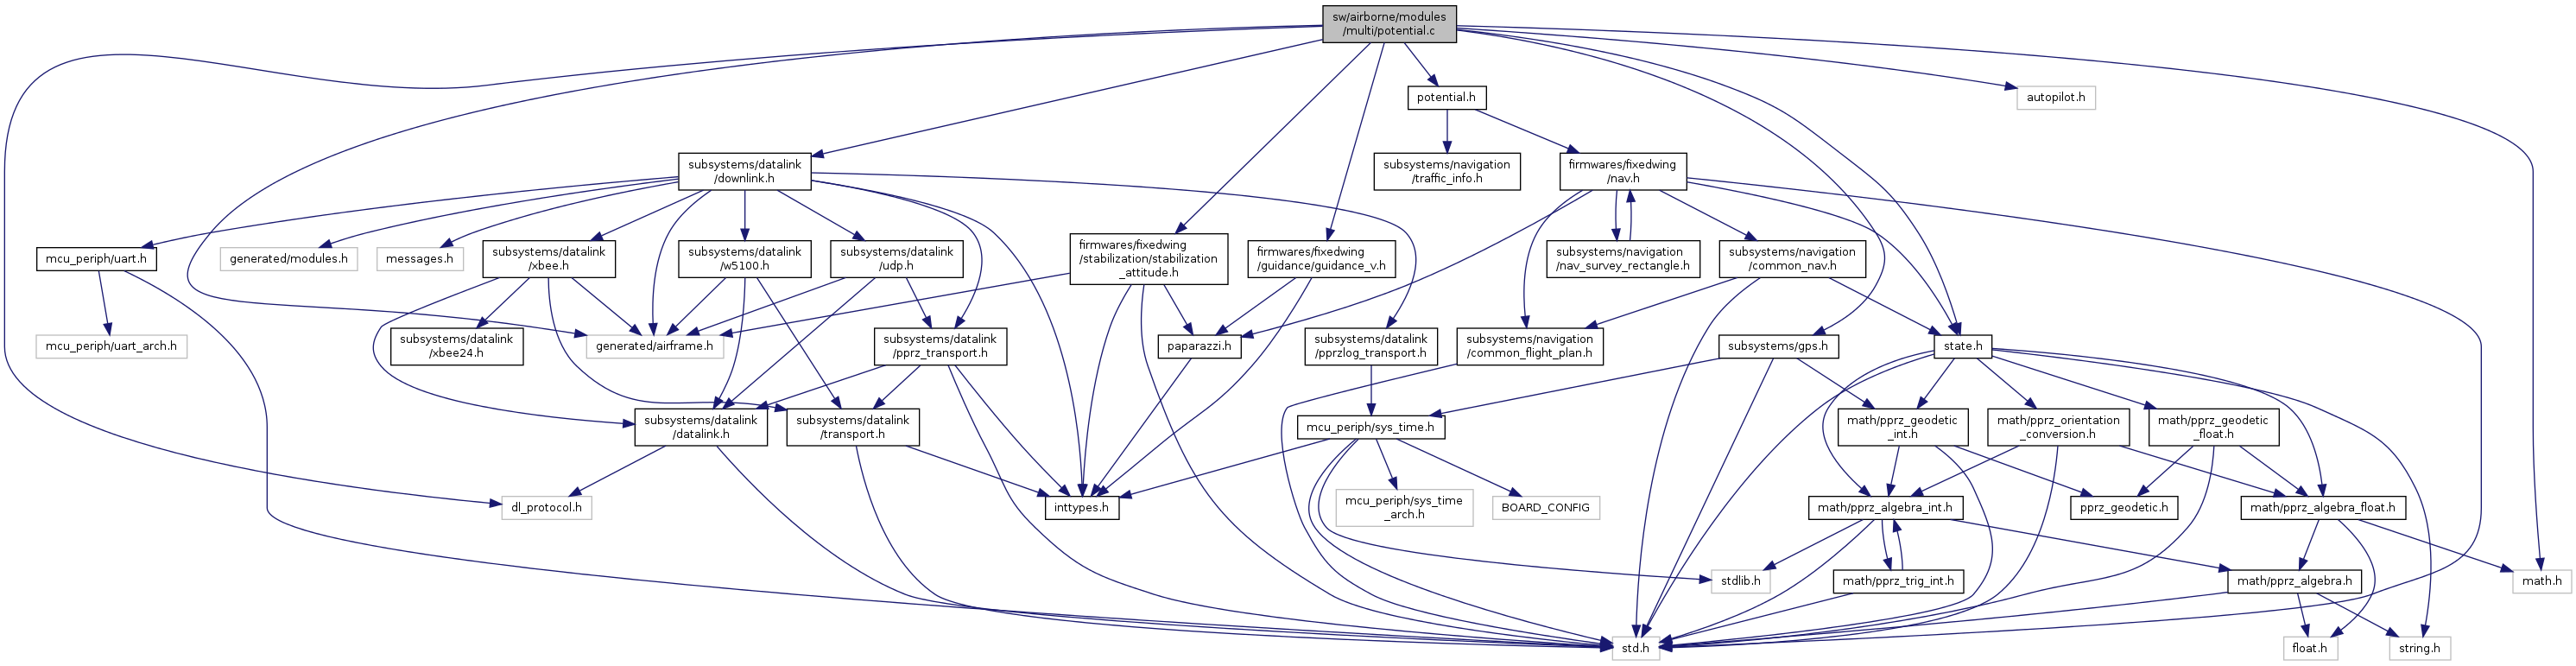 sw/airborne/modules
/multi/potential.c
potential.h
autopilot.h
subsystems/datalink
/downlink.h
subsystems/navigation
/traffic_info.h
firmwares/fixedwing
/nav.h
mcu_periph/uart.h
generated/modules.h
messages.h
subsystems/datalink
/xbee.h
subsystems/datalink
/w5100.h
subsystems/datalink
/udp.h
firmwares/fixedwing
/stabilization/stabilization
_attitude.h
firmwares/fixedwing
/guidance/guidance_v.h
subsystems/navigation
/nav_survey_rectangle.h
subsystems/navigation
/common_nav.h
mcu_periph/uart_arch.h
subsystems/datalink
/xbee24.h
generated/airframe.h
subsystems/datalink
/pprz_transport.h
paparazzi.h
subsystems/datalink
/pprzlog_transport.h
subsystems/navigation
/common_flight_plan.h
subsystems/gps.h
state.h
subsystems/datalink
/datalink.h
subsystems/datalink
/transport.h
mcu_periph/sys_time.h
math/pprz_geodetic
_int.h
math/pprz_orientation
_conversion.h
math/pprz_geodetic
_float.h
dl_protocol.h
inttypes.h
mcu_periph/sys_time
_arch.h
BOARD_CONFIG
math/pprz_algebra_int.h
pprz_geodetic.h
math/pprz_algebra_float.h
stdlib.h
math/pprz_trig_int.h
math/pprz_algebra.h
math.h
std.h
float.h
string.h